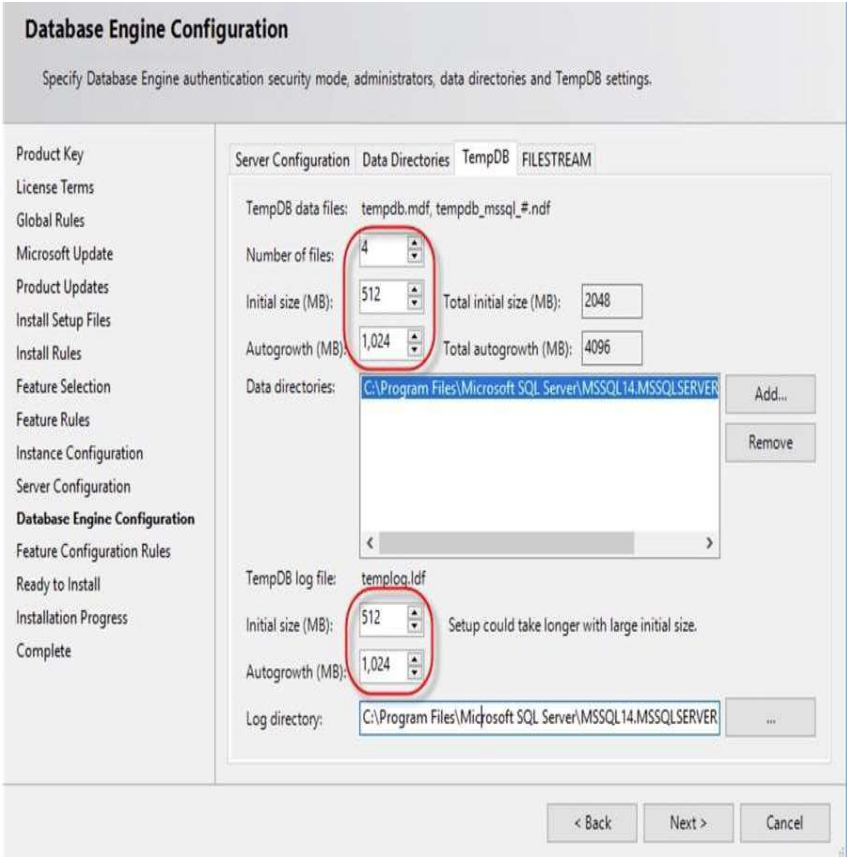 Database Engine Configuration
Specify Database Engine authentication security mode, administrators, data directories and TempDB settings.
Product Key
License Terms
Global Rules
Microsoft Update
Product Updates
Install Setup Files
Install Rules
Feature Selection
Feature Rules
Instance Configuration
Server Configuration
Database Engine Configuration
Feature Configuration Rules
Ready to Install
Installation Progress
Complete
Server Configuration Data Directories TempDB FILESTREAM
TempDB data files: tempdb.mdf, tempdb_mssql_#.ndf
Number of files: 4
Initial size (MB): 512 Total initial size (MB): 2048
Autogrowth (MB): 1,024 Total autogrowth (MB): 4096
Data directories: C:\Program Files\Microsoft SQL Server\MSSQL14.MSSQLSERVER Add...
Remove
TempDB log file: templog.ldf
Initial size (MB): 512 Setup could take longer with large initial size.
Autogrowth (MB): 1,024
Log directory: C:\Program Files\Microsoft SQL Server\MSSQL14.MSSQLSERVER ...
< Back Next > Cancel